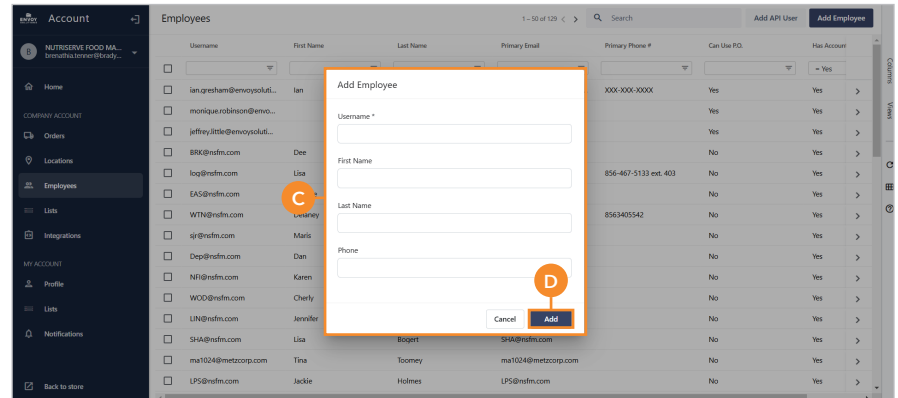 ENVOY Account
NUTRISERVE FOOD MA...
B
brenathia.tenner@brady...
Home
COMPANY ACCOUNT
Orders
Locations
Employees
Lists
Integrations
MY ACCOUNT
Profile
Lists
Notifications
Back to store
Employees
1 – 50 of 129 < >
Search
Add API User
Add Employee
Username First Name Last Name Primary Email Primary Phone # Can Use P.O. Has Accoun
= Yes
ian.gresham@envoysoluti... Ian XXX-XXX-XXXX Yes Yes
monique.robinson@envo... Yes Yes
jeffrey.little@envoysoluti... Yes Yes
BRK@nsfm.com Dee No Yes
log@nsfm.com Lisa 856-467-5133 ext. 403 No Yes
EAS@nsfm.com No Yes
WTN@nsfm.com Delaney 8563405542 No Yes
sjr@nsfm.com Maris No Yes
Dep@nsfm.com Dan No Yes
NFI@nsfm.com Karen No Yes
WOD@nsfm.com Cherly No Yes
LIN@nsfm.com Jennifer No Yes
SHA@nsfm.com Lisa Bogert SHA@nsfm.com No Yes
ma1024@metzcorp.com Tina Toomey ma1024@metzcorp.com No Yes
LPS@nsfm.com Jackie Holmes LPS@nsfm.com No Yes
Add Employee
Username *
First Name
Last Name
Phone
Cancel
Add
C
D
Columns
Views